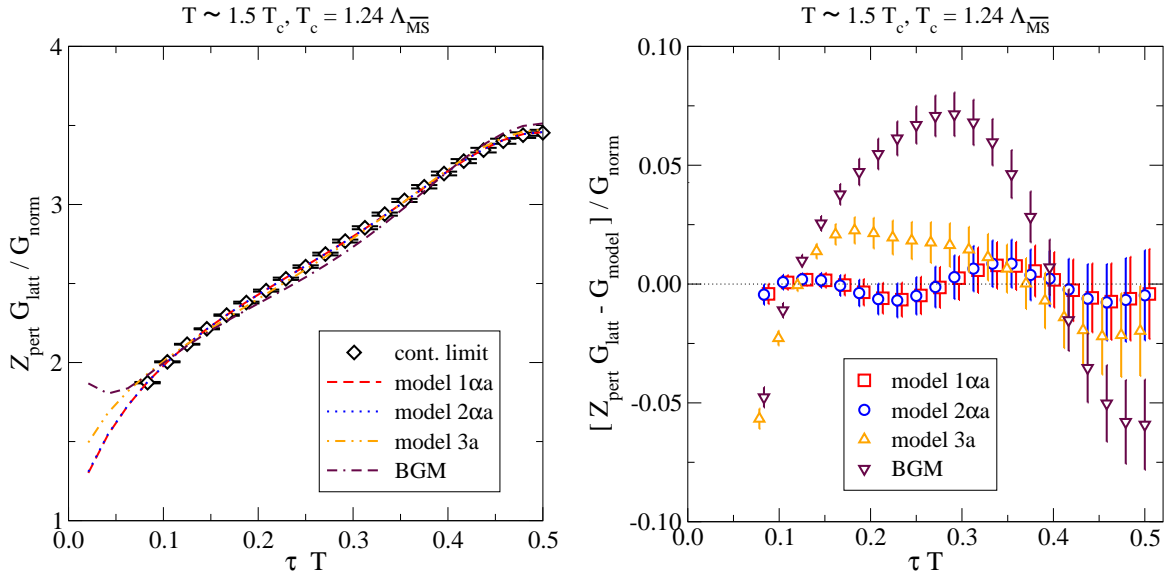 T ~ 1.5 T_c, T_c = 1.24 Λ_MS̅
4
3
2
1
Z_pert G_latt / G_norm
cont. limit
model 1αa
model 2αa
model 3a
BGM
0.0 0.1 0.2 0.3 0.4 0.5
τ T
T ~ 1.5 T_c, T_c = 1.24 Λ_MS̅
0.10
0.05
0.00
-0.05
-0.10
[ Z_pert G_latt - G_model ] / G_norm
model 1αa
model 2αa
model 3a
BGM
0.0 0.1 0.2 0.3 0.4 0.5
τ T